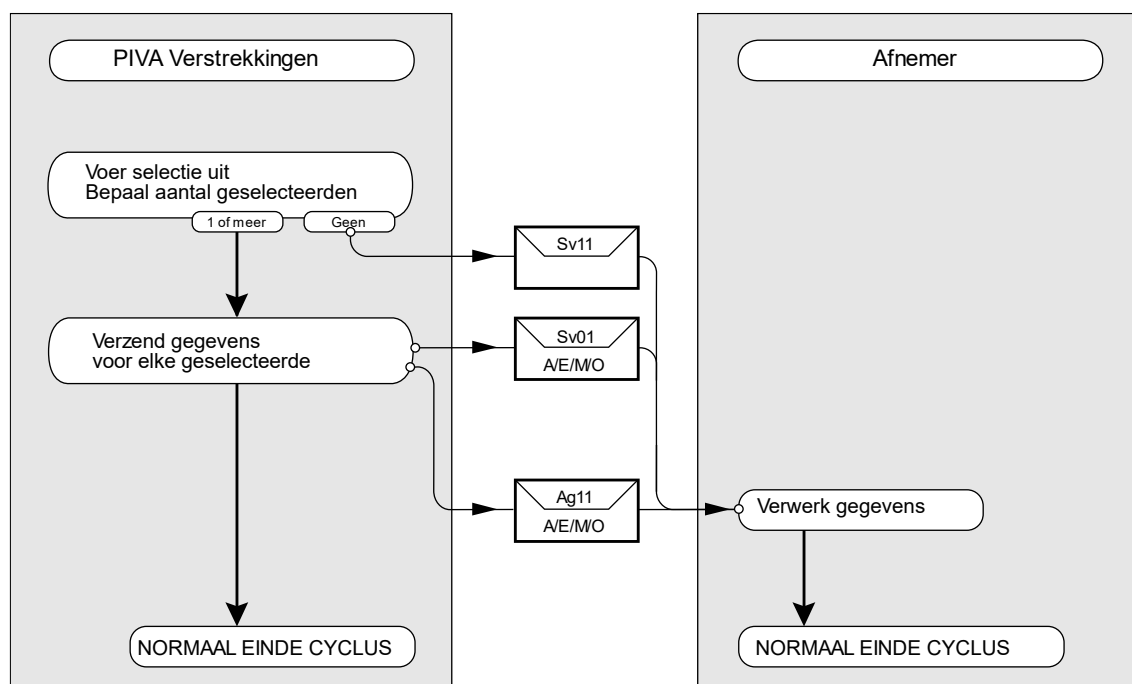 PIVA Verstrekkingen
Afnemer
Voer selectie uit
Bepaal aantal geselecteerden
1 of meer
Geen
Sv11
Verzend gegevens
voor elke geselecteerde
Sv01
A/E/M/O
Ag11
A/E/M/O
Verwerk gegevens
NORMAAL EINDE CYCLUS
NORMAAL EINDE CYCLUS